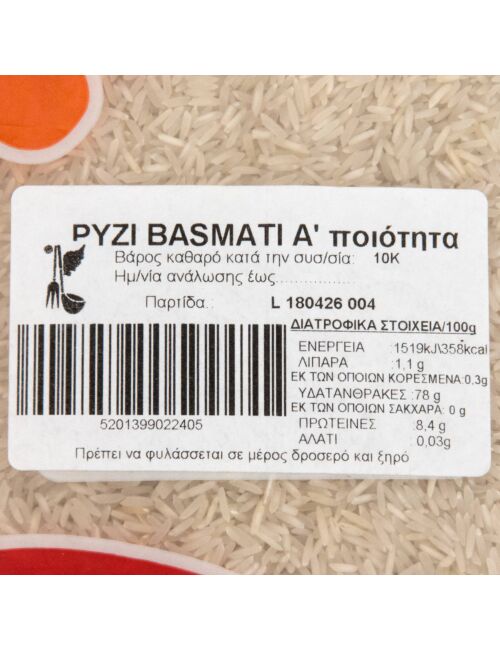 ΡΥΖΙ BASMATI Α' ποιότητα
Βάρος καθαρό κατά την συσ/σία: 10Κ
Ημ/νία ανάλωσης έως..................
Παρτίδα.: L 180426 004
ΔΙΑΤΡΟΦΙΚΑ ΣΤΟΙΧΕΙΑ/100g
ΕΝΕΡΓΕΙΑ :1519kJ\358kcal
ΛΙΠΑΡΑ : 1,1 g
ΕΚ ΤΩΝ ΟΠΟΙΩΝ ΚΟΡΕΣΜΕΝΑ:0,3g
ΥΔΑΤΑΝΘΡΑΚΕΣ :78 g
ΕΚ ΤΩΝ ΟΠΟΙΩΝ ΣΑΚΧΑΡΑ: 0 g
ΠΡΩΤΕΙΝΕΣ : 8,4 g
ΑΛΑΤΙ : 0,03g
5201399022405
Πρέπει να φυλάσσεται σε μέρος δροσερό και ξηρό